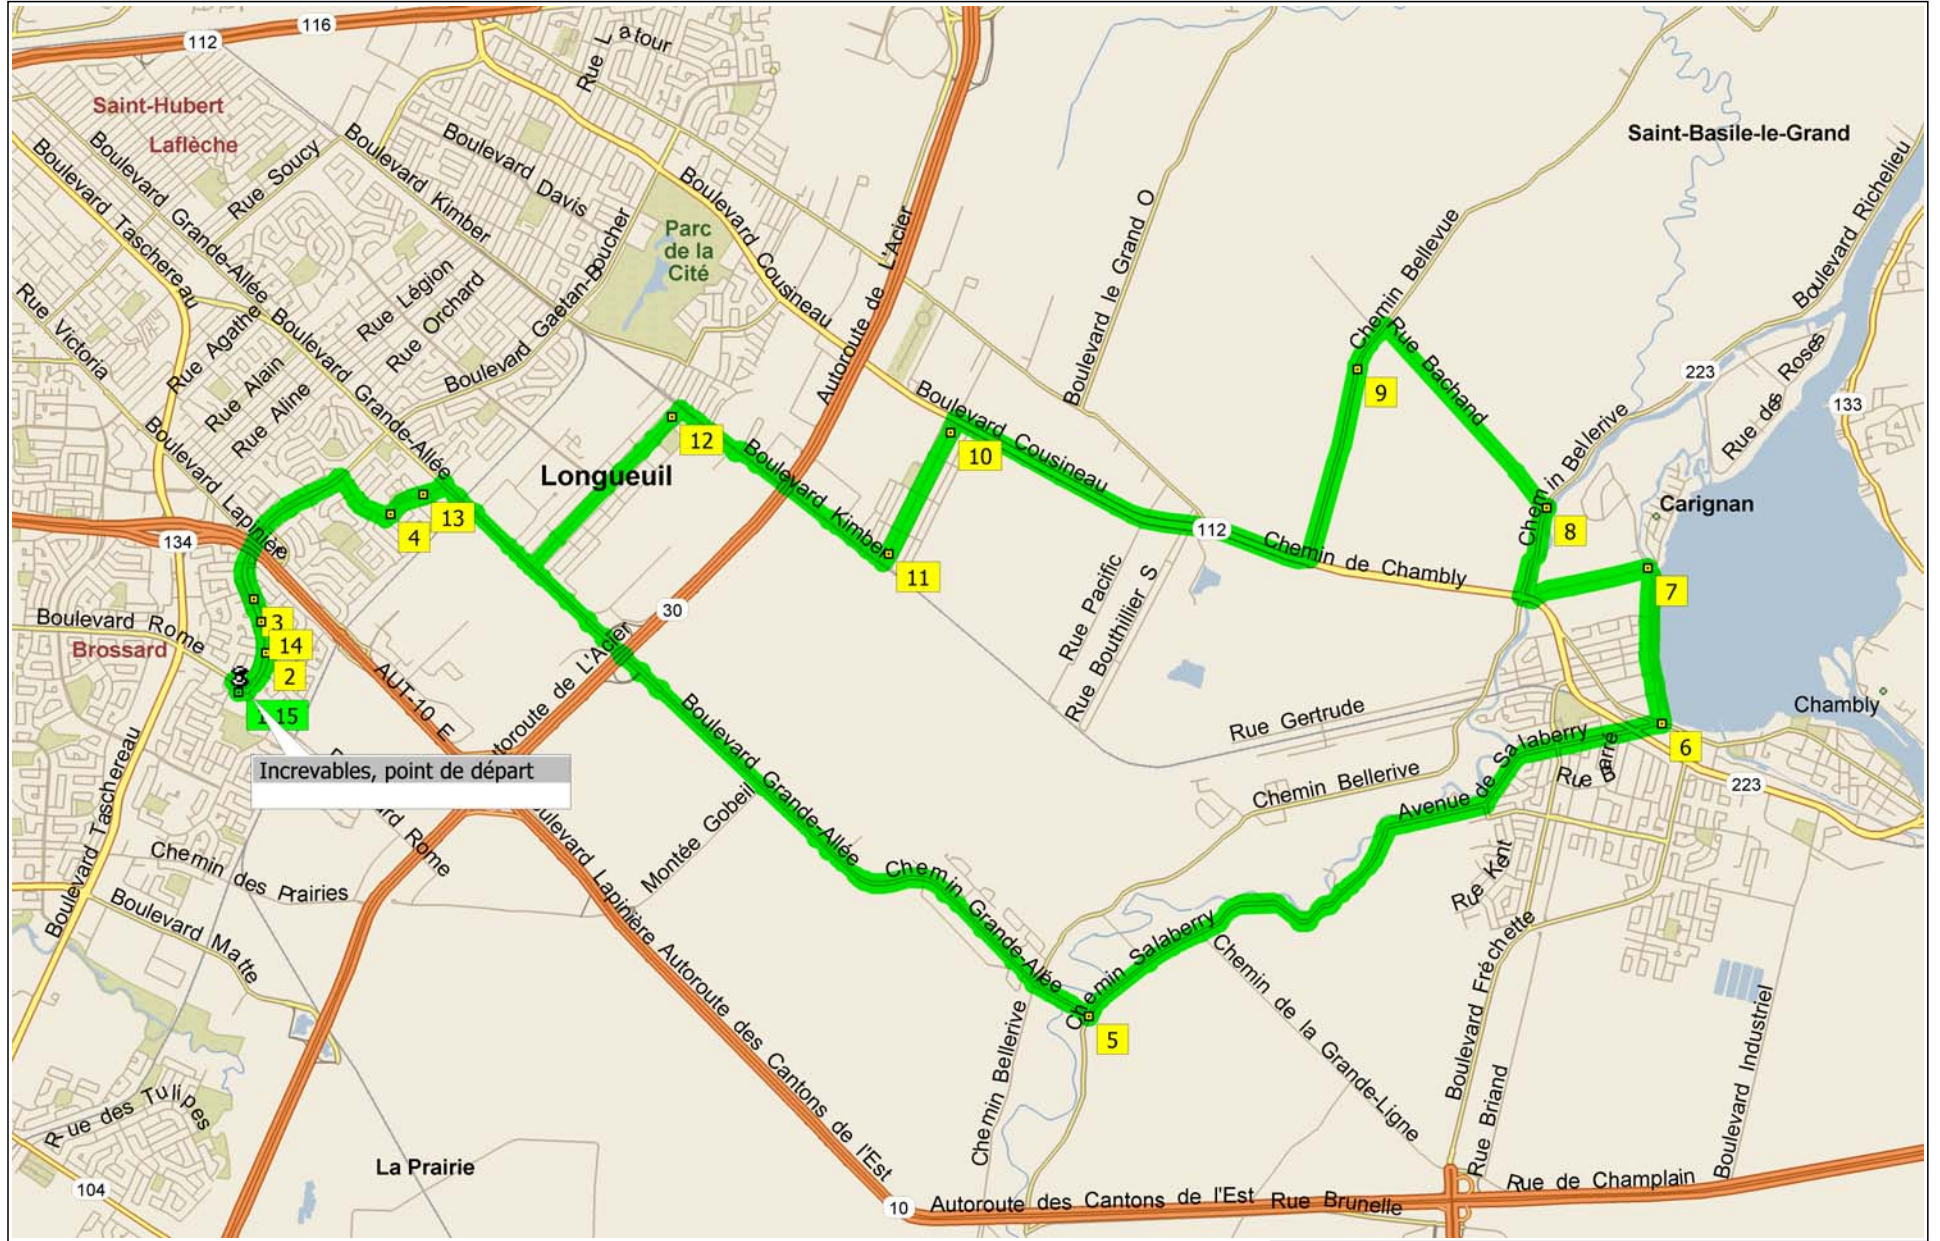 116
112
Rue Latour
Saint-Hubert
Laflèche
Saint-Basile-le-Grand
Boulevard Taschereau
Boulevard Grande-Allée
Rue Soucy
Boulevard Kimber
Boulevard Davis
Boulevard Richelieu
Parc
de la
Cité
Boulevard Cousineau
Autoroute de L'Acier
Boulevard le Grand O
Chemin Bellevue
Rue Victoria
Rue Agathe
Rue Légion
Rue Orchard
Boulevard Gaetan-Boucher
Rue Alain
Rue Aline
Boulevard Grande-Allée
Rue Bachand
223
Rue des Roses
133
9
Boulevard Lapinière
12
Boulevard Kimber
Boulevard Cousineau
10
Chemin Bellerive
Longueuil
Carignan
13
4
8
134
112
Chemin de Chambly
11
7
30
Rue Pacific
Rue Bouthillier S
Boulevard Rome
Brossard
3
14
2
15
AUT-10 E
Autoroute de L'Acier
Boulevard Grande-Allée
Rue Gertrude
Chambly
6
Avenue de Salaberry
Rue Barré
223
Increvables, point de départ
Chemin Bellerive
Montée Gobeil
Boulevard Taschereau
Chemin des Prairies
Boulevard Matte
Boulevard Lapinière
Autoroute des Cantons de l'Est
Chemin Grande-Allée
Chemin Salaberry
Rue Kent
Chemin de la Grande-Ligne
Boulevard Fréchette
Boulevard Industriel
5
Chemin Bellerive
Rue Briand
Rue des Tulipes
La Prairie
104
10
Autoroute des Cantons de l'Est
Rue Brunelle
Rue de Champlain